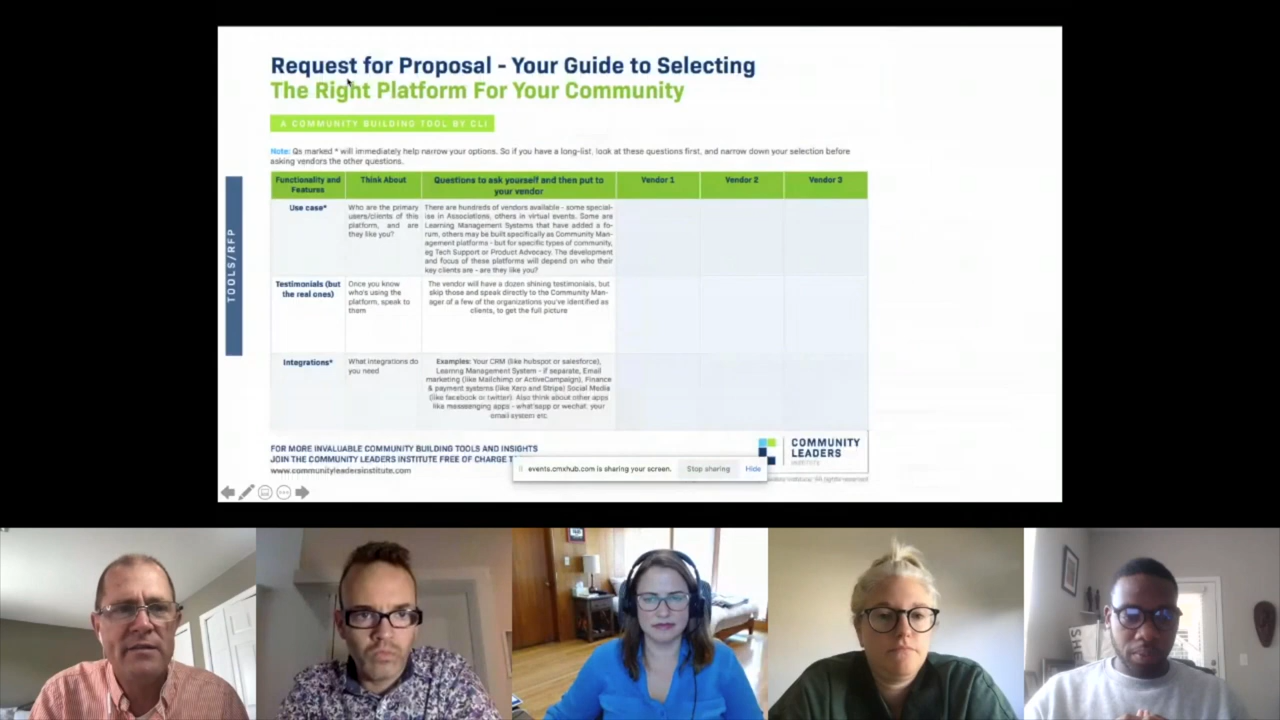 Request for Proposal - Your Guide to Selecting
The Right Platform For Your Community
A COMMUNITY BUILDING TOOL BY CLI
Note: Qs marked * will immediately help narrow your options. So if you have a long-list, look at these questions first, and narrow down your selection before
asking vendors the other questions.
TOOLS/RFP
Functionality and
Features
Think About
Questions to ask yourself and then put to
your vendor
Vendor 1
Vendor 2
Vendor 3
Use case*
Who are the primary
users/clients of this
platform, and are
they like you?
There are hundreds of vendors available - some special-
ise in Associations, others in virtual events. Some are
Learning Management Systems that have added a fo-
rum, others may be built specifically as Community Man-
agement platforms - but for specific types of community,
eg Tech Support or Product Advocacy. The development
and focus of these platforms will depend on who their
key clients are - are they like you?
Testimonials (but
the real ones)
Once you know
who's using the
platform, speak to
them
The vendor will have a dozen shining testimonials, but
skip those and speak directly to the Community Man-
ager of a few of the organizations you've identified as
clients, to get the full picture
Integrations*
What integrations do
you need
Examples: Your CRM (like hubspot or salesforce),
Learning Management System - if separate, Email
marketing (like Mailchimp or ActiveCampaign), Finance
& payment systems (like Xero and Stripe) Social Media
(like facebook or twitter). Also think about other apps
like messenging apps - what'sapp or wechat, your
email system etc.
FOR MORE INVALUABLE COMMUNITY BUILDING TOOLS AND INSIGHTS
JOIN THE COMMUNITY LEADERS INSTITUTE FREE OF CHARGE
www.communityleadersinstitute.com
COMMUNITY
LEADERS
INSTITUTE
events.cmxhub.com is sharing your screen.
Stop sharing
Hide
All rights reserved